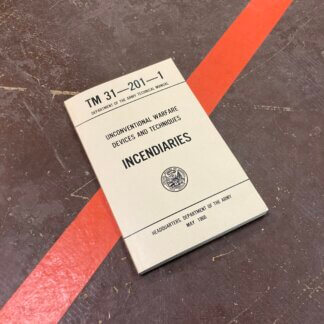 TM 31—201—1
DEPARTMENT OF THE ARMY TECHNICAL MANUAL
UNCONVENTIONAL WARFARE
DEVICES AND TECHNIQUES
INCENDIARIES
HEADQUARTERS, DEPARTMENT OF THE ARMY
MAY 1966